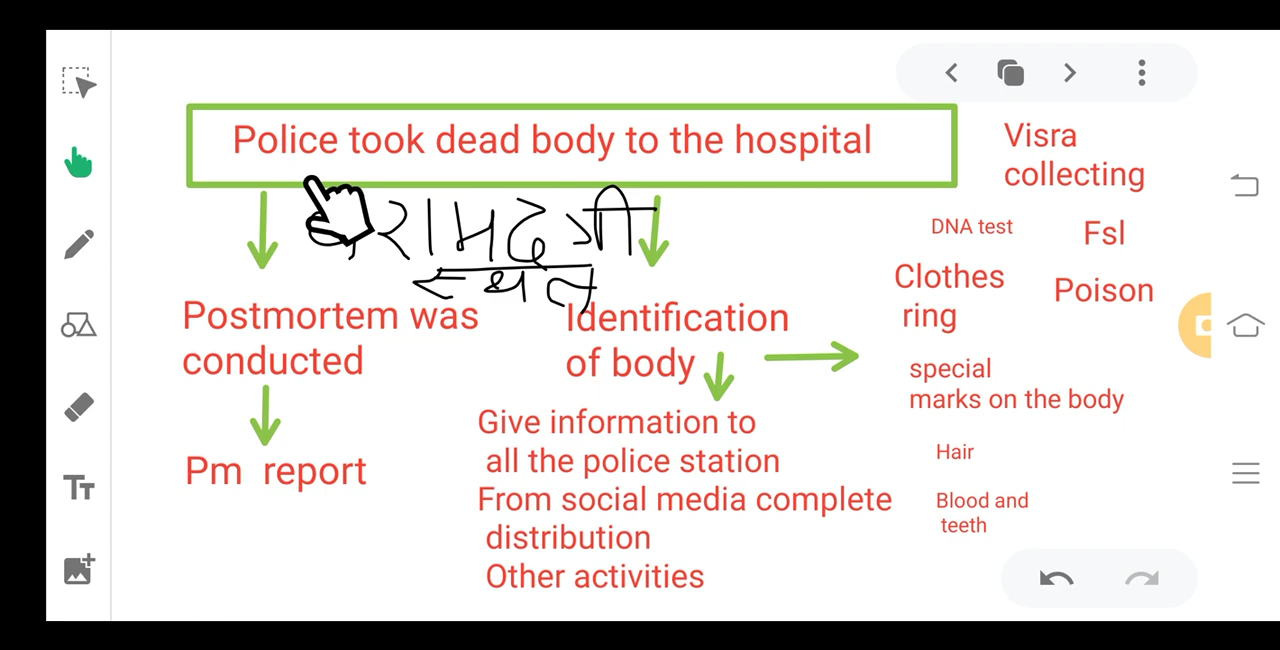 Police took dead body to the hospital
Postmortem was
conducted
Pm report
Identification
of body
Give information to
all the police station
From social media complete
distribution
Other activities
Visra
collecting
DNA test
Fsl
Clothes
ring
Poison
special
marks on the body
Hair
Blood and
teeth
TT